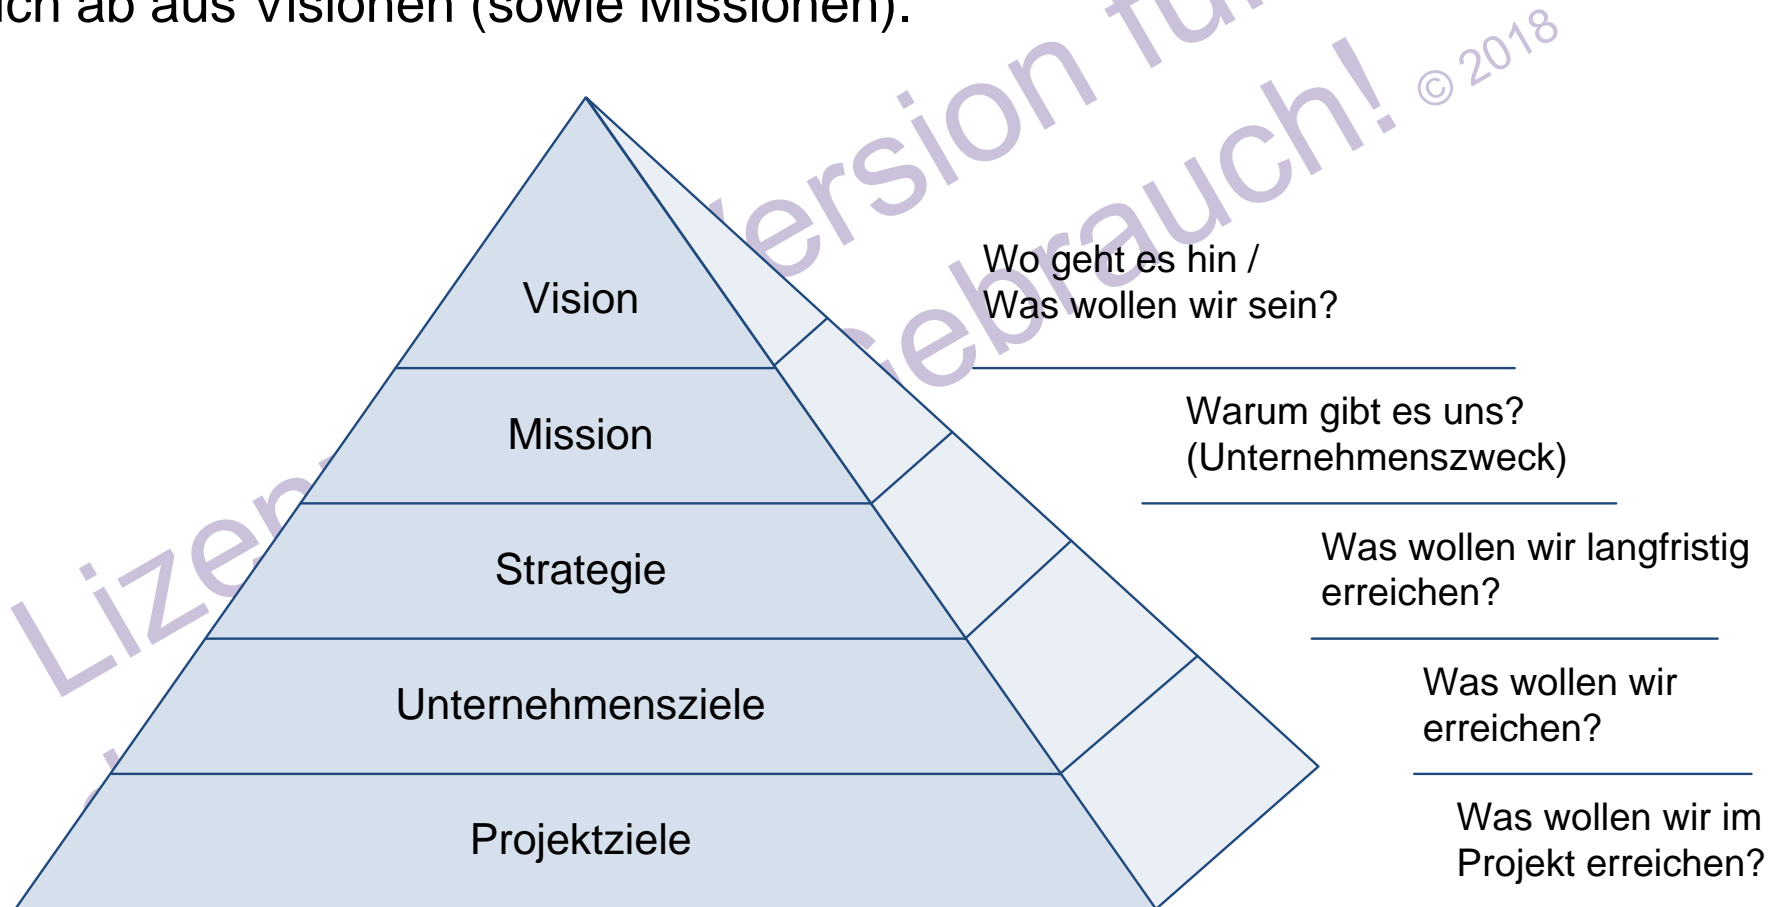 ich ab aus Visionen (sowie Missionen).
ersion für
Gebrauch! © 2018
Lizen
Vision
Wo geht es hin /
Was wollen wir sein?
Mission
Warum gibt es uns?
(Unternehmenszweck)
Strategie
Was wollen wir langfristig
erreichen?
Unternehmensziele
Was wollen wir
erreichen?
Projektziele
Was wollen wir im
Projekt erreichen?